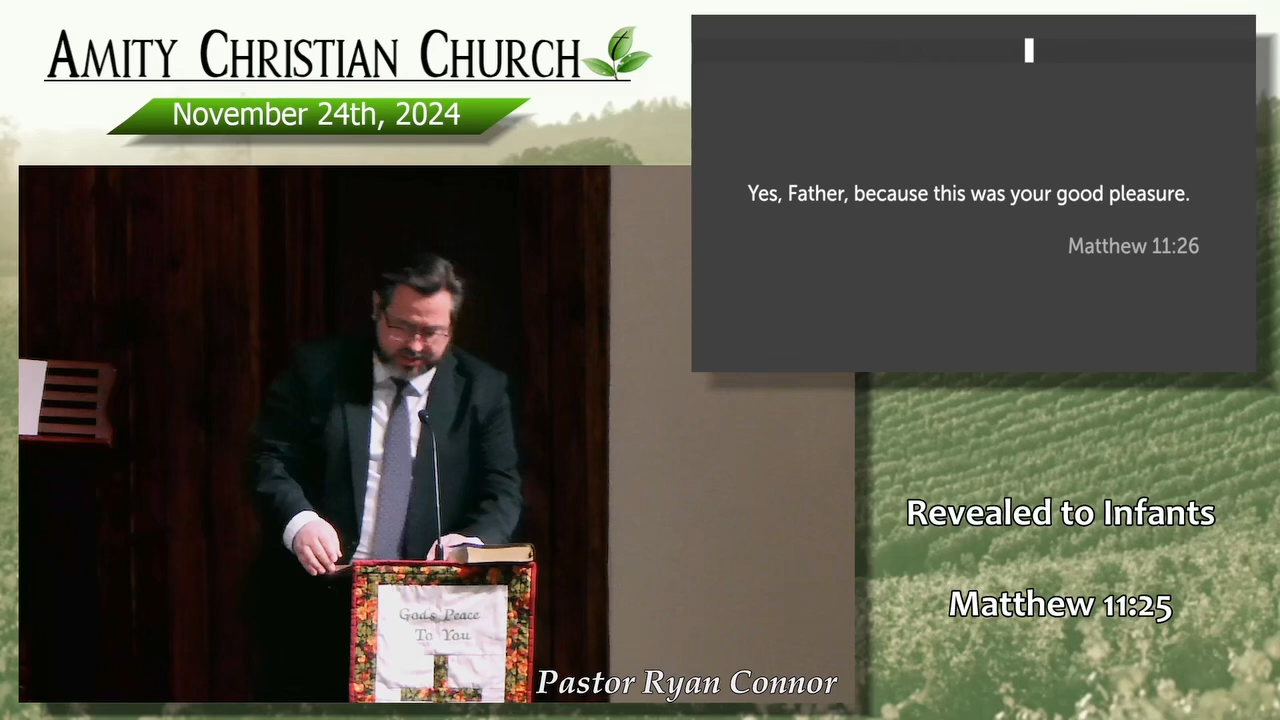 AMITY CHRISTIAN CHURCH
November 24th, 2024
Yes, Father, because this was your good pleasure.
Matthew 11:26
Revealed to Infants
Matthew 11:25
God's Peace
To You
Pastor Ryan Connor